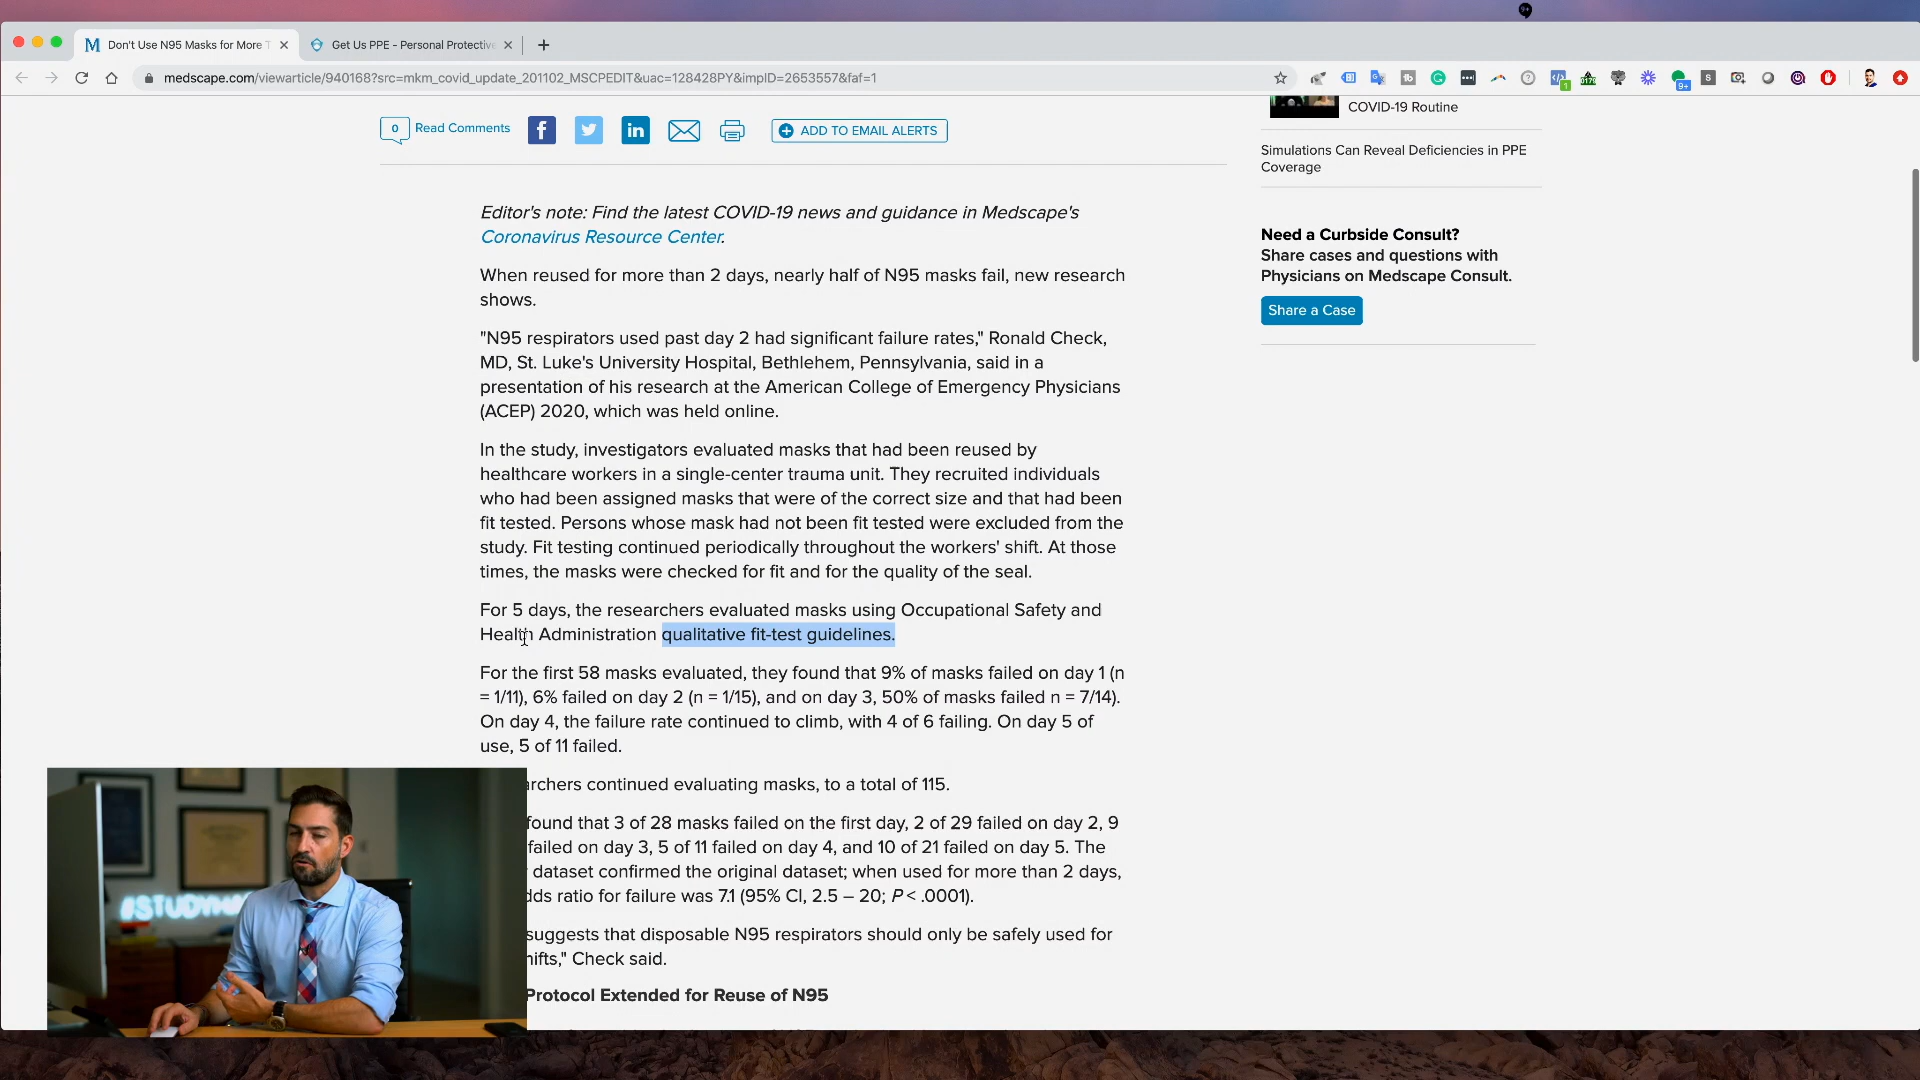 Don't Use N95 Masks for More T
Get Us PPE - Personal Protective
medscape.com/viewarticle/940168?src=mkm_covid_update_201102_MSCPEDIT&uac=128428PY&impID=2653557&faf=1
0 Read Comments
ADD TO EMAIL ALERTS
COVID-19 Routine
Simulations Can Reveal Deficiencies in PPE
Coverage
Need a Curbside Consult?
Share cases and questions with
Physicians on Medscape Consult.
Share a Case
Editor's note: Find the latest COVID-19 news and guidance in Medscape's
Coronavirus Resource Center.
When reused for more than 2 days, nearly half of N95 masks fail, new research
shows.
"N95 respirators used past day 2 had significant failure rates," Ronald Check,
MD, St. Luke's University Hospital, Bethlehem, Pennsylvania, said in a
presentation of his research at the American College of Emergency Physicians
(ACEP) 2020, which was held online.
In the study, investigators evaluated masks that had been reused by
healthcare workers in a single-center trauma unit. They recruited individuals
who had been assigned masks that were of the correct size and that had been
fit tested. Persons whose mask had not been fit tested were excluded from the
study. Fit testing continued periodically throughout the workers' shift. At those
times, the masks were checked for fit and for the quality of the seal.
For 5 days, the researchers evaluated masks using Occupational Safety and
Health Administration qualitative fit-test guidelines.
For the first 58 masks evaluated, they found that 9% of masks failed on day 1 (n
= 1/11), 6% failed on day 2 (n = 1/15), and on day 3, 50% of masks failed n = 7/14).
On day 4, the failure rate continued to climb, with 4 of 6 failing. On day 5 of
use, 5 of 11 failed.
archers continued evaluating masks, to a total of 115.
found that 3 of 28 masks failed on the first day, 2 of 29 failed on day 2, 9
failed on day 3, 5 of 11 failed on day 4, and 10 of 21 failed on day 5. The
dataset confirmed the original dataset; when used for more than 2 days,
dds ratio for failure was 7.1 (95% CI, 2.5 – 20; P < .0001).
suggests that disposable N95 respirators should only be safely used for
hifts," Check said.
Protocol Extended for Reuse of N95
#STUDYHA